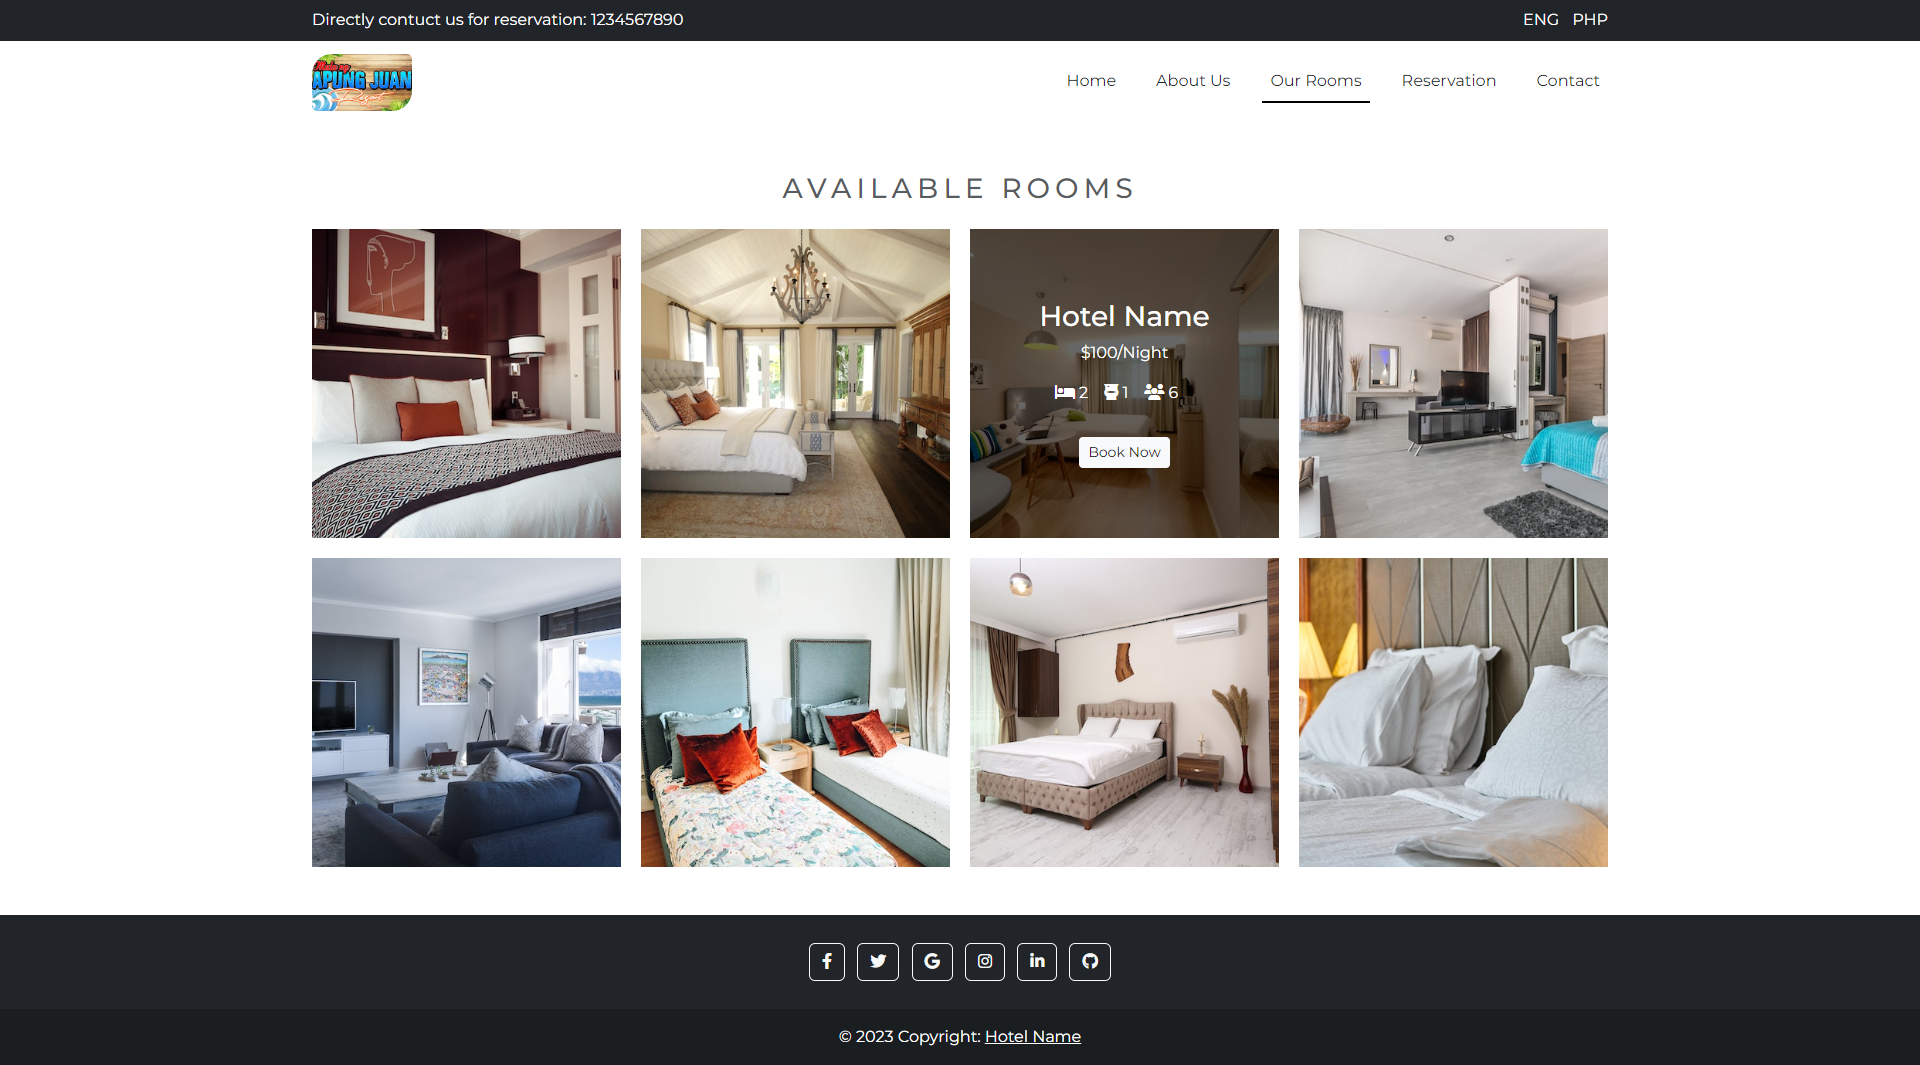 Directly contuct us for reservation: 1234567890
ENG PHP
APUNG JUAN
Resort
Home About Us Our Rooms Reservation Contact
AVAILABLE ROOMS
Hotel Name
$100/Night
2 1 6
Book Now
© 2023 Copyright: Hotel Name